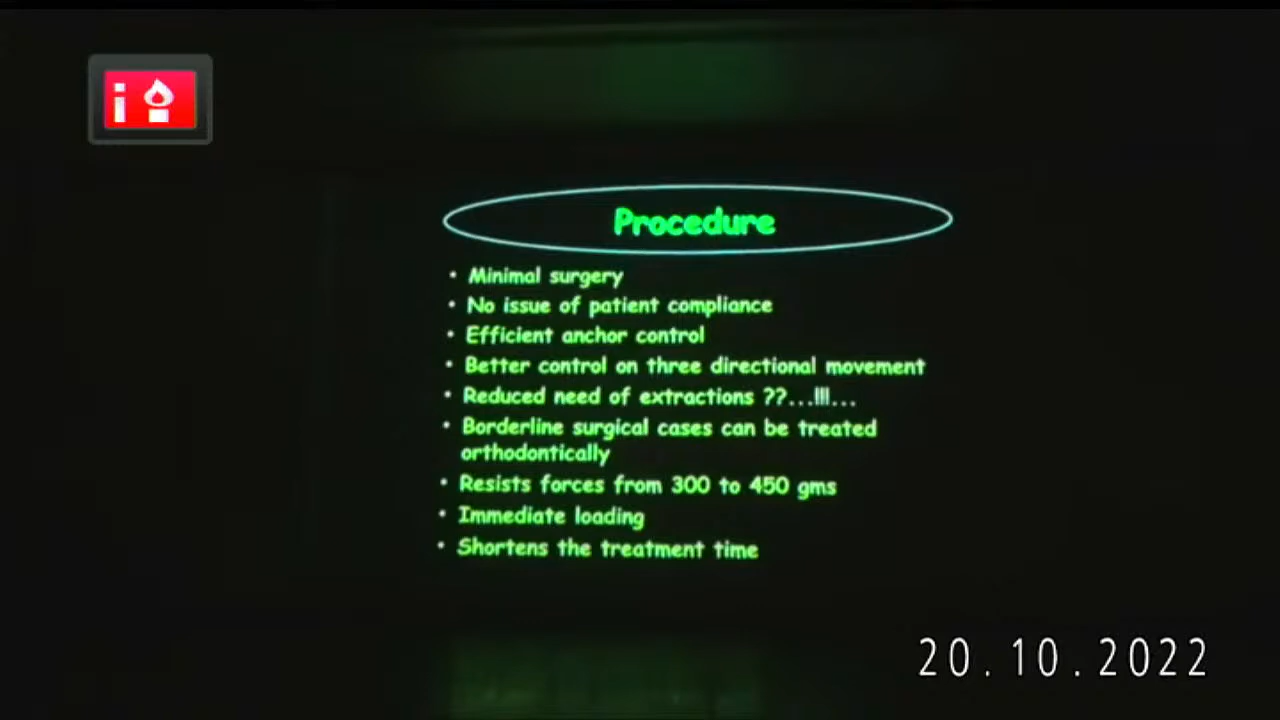 Procedure
• Minimal surgery
• No issue of patient compliance
• Efficient anchor control
• Better control on three directional movement
• Reduced need of extractions ??...!!!...
• Borderline surgical cases can be treated
orthodontically
• Resists forces from 300 to 450 gms
• Immediate loading
• Shortens the treatment time
20.10.2022